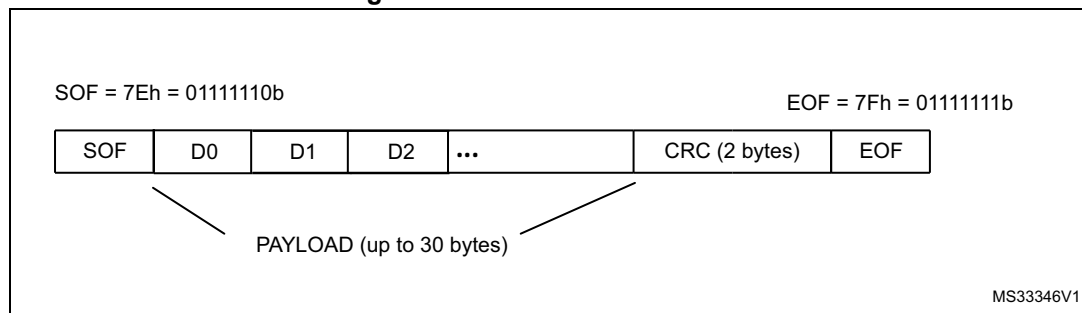 SOF = 7Eh = 01111110b
EOF = 7Fh = 01111111b
SOF D0 D1 D2 ... CRC (2 bytes) EOF
PAYLOAD (up to 30 bytes)
MS33346V1